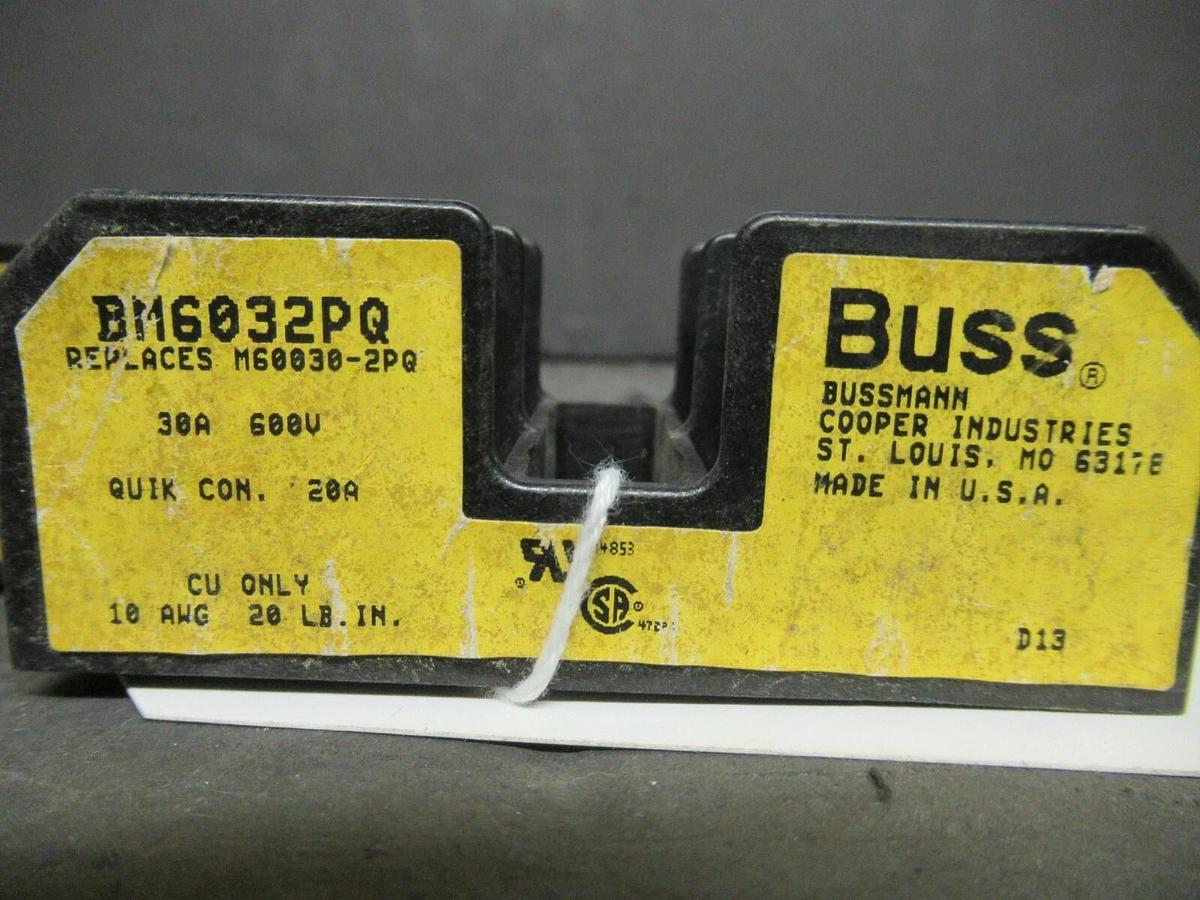 BM6032PQ
REPLACES M60030-2PQ
30A 600V
QUIK CON. 20A
CU ONLY
10 AWG 20 LB.IN.
Buss®
BUSSMANN
COOPER INDUSTRIES
ST. LOUIS, MO 63178
MADE IN U.S.A.
SA
D13